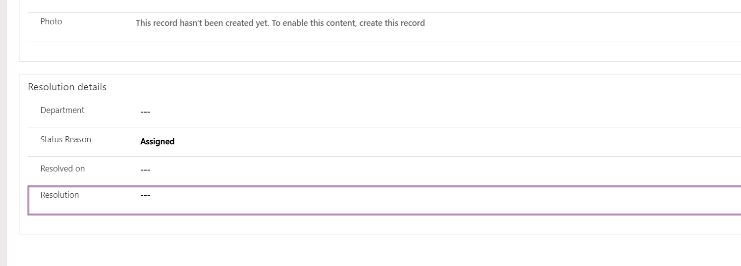 Photo This record hasn't been created yet. To enable this content, create this record
Resolution details
Department ---
Status Reason Assigned
Resolved on ---
Resolution ---